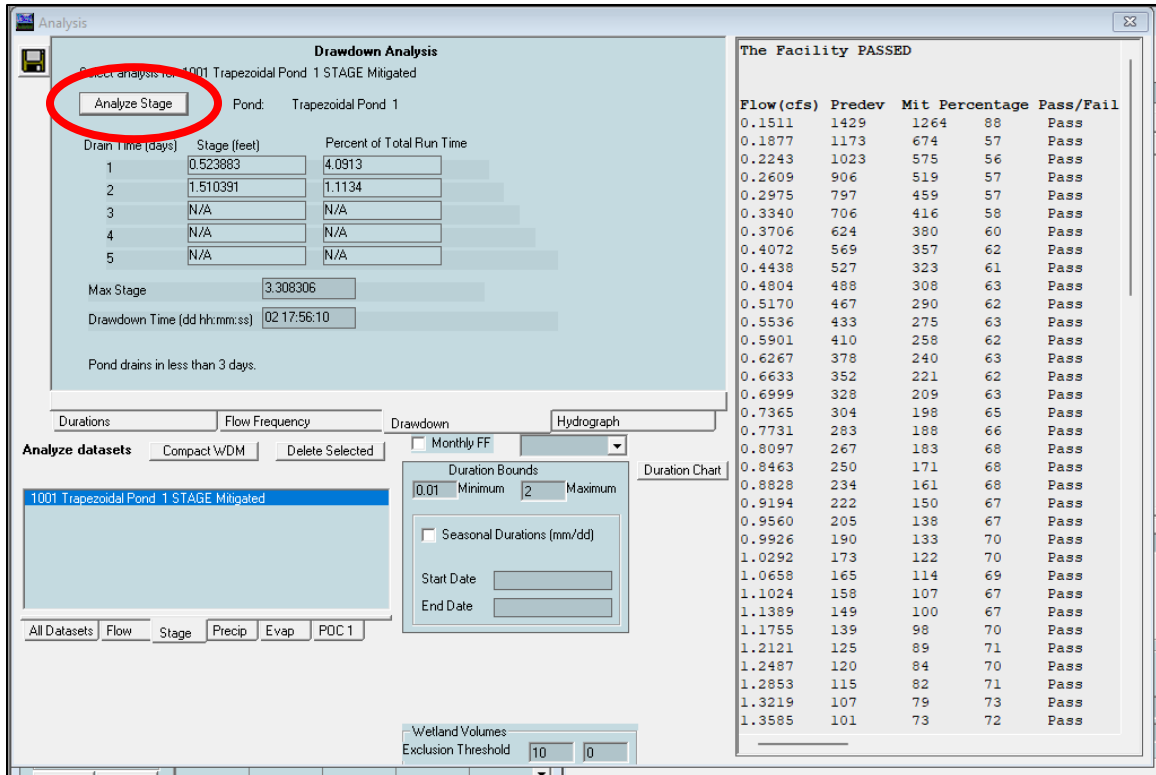 Analysis
Drawdown Analysis
Select analysis for 1001 Trapezoidal Pond 1 STAGE Mitigated
Analyze Stage Pond: Trapezoidal Pond 1
Drain Time (days) Stage (feet) Percent of Total Run Time
1 0.523883 4.0913
2 1.510391 1.1134
3 N/A N/A
4 N/A N/A
5 N/A N/A
Max Stage 3.308306
Drawdown Time (dd hh:mm:ss) 02 17:56:10
Pond drains in less than 3 days.
Durations Flow Frequency Drawdown Hydrograph
Analyze datasets Compact WDM Delete Selected Monthly FF
1001 Trapezoidal Pond 1 STAGE Mitigated
All Datasets Flow Stage Precip Evap POC 1
Duration Bounds Duration Chart
0.01 Minimum 2 Maximum
Seasonal Durations (mm/dd)
Start Date
End Date
Wetland Volumes
Exclusion Threshold 10 0
The Facility PASSED
Flow(cfs) Predev Mit Percentage Pass/Fail
0.1511 1429 1264 88 Pass
0.1877 1173 674 57 Pass
0.2243 1023 575 56 Pass
0.2609 906 519 57 Pass
0.2975 797 459 57 Pass
0.3340 706 416 58 Pass
0.3706 624 380 60 Pass
0.4072 569 357 62 Pass
0.4438 527 323 61 Pass
0.4804 488 308 63 Pass
0.5170 467 290 62 Pass
0.5536 433 275 63 Pass
0.5901 410 258 62 Pass
0.6267 378 240 63 Pass
0.6633 352 221 62 Pass
0.6999 328 209 63 Pass
0.7365 304 198 65 Pass
0.7731 283 188 66 Pass
0.8097 267 183 68 Pass
0.8463 250 171 68 Pass
0.8828 234 161 68 Pass
0.9194 222 150 67 Pass
0.9560 205 138 67 Pass
0.9926 190 133 70 Pass
1.0292 173 122 70 Pass
1.0658 165 114 69 Pass
1.1024 158 107 67 Pass
1.1389 149 100 67 Pass
1.1755 139 98 70 Pass
1.2121 125 89 71 Pass
1.2487 120 84 70 Pass
1.2853 115 82 71 Pass
1.3219 107 79 73 Pass
1.3585 101 73 72 Pass